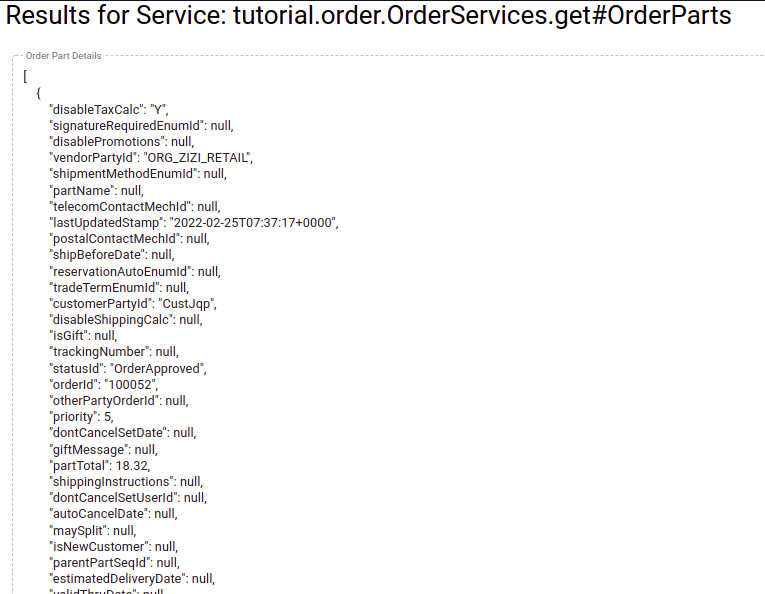 Results for Service: tutorial.order.OrderServices.get#OrderParts
Order Part Details
[
{
"disableTaxCalc": "Y",
"signatureRequiredEnumId": null,
"disablePromotions": null,
"vendorPartyId": "ORG_ZIZI_RETAIL",
"shipmentMethodEnumId": null,
"partName": null,
"telecomContactMechId": null,
"lastUpdatedStamp": "2022-02-25T07:37:17+0000",
"postalContactMechId": null,
"shipBeforeDate": null,
"reservationAutoEnumId": null,
"tradeTermEnumId": null,
"customerPartyId": "CustJqp",
"disableShippingCalc": null,
"isGift": null,
"trackingNumber": null,
"statusId": "OrderApproved",
"orderId": "100052",
"otherPartyOrderId": null,
"priority": 5,
"dontCancelSetDate": null,
"giftMessage": null,
"partTotal": 18.32,
"shippingInstructions": null,
"dontCancelSetUserId": null,
"autoCancelDate": null,
"maySplit": null,
"isNewCustomer": null,
"parentPartSeqId": null,
"estimatedDeliveryDate": null,
"validThruDate": null,